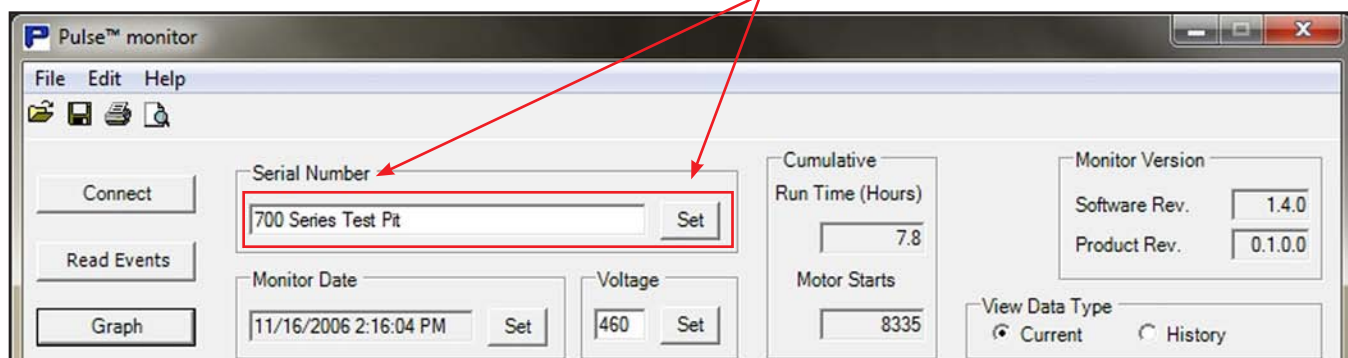 Pulse™ monitor
File Edit Help
Connect
Read Events
Graph
Serial Number
700 Series Test Pit
Set
Monitor Date
11/16/2006 2:16:04 PM
Set
Voltage
460
Set
Cumulative
Run Time (Hours)
7.8
Motor Starts
8335
Monitor Version
Software Rev. 1.4.0
Product Rev. 0.1.0.0
View Data Type
Current History